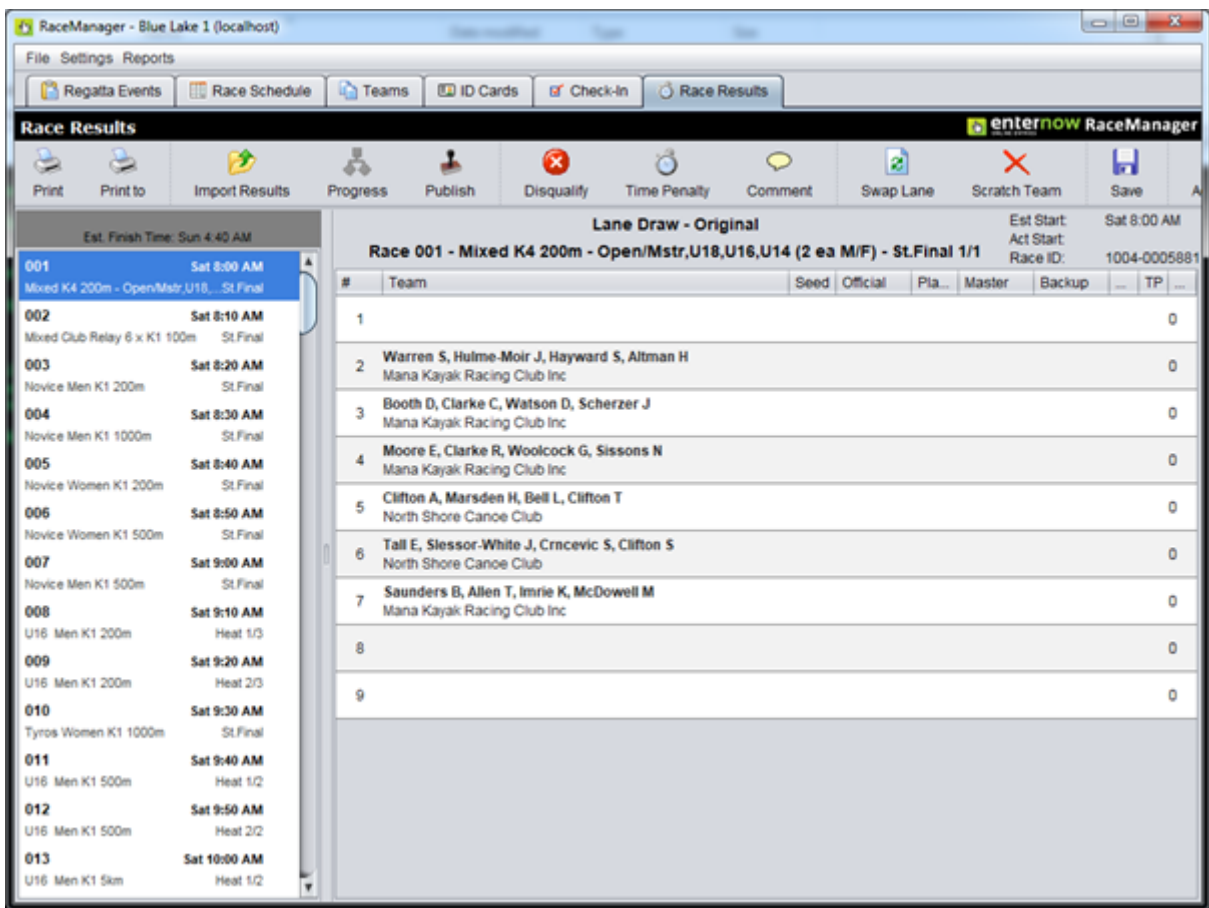 RaceManager - Blue Lake 1 (localhost)
Date modified Type Size
File Settings Reports
Regatta Events Race Schedule Teams ID Cards Check-In Race Results
Race Results
enternow RaceManager
Print Print to Import Results Progress Publish Disqualify Time Penalty Comment Swap Lane Scratch Team Save A
Est. Finish Time: Sun 4:40 AM
001 Sat 8:00 AM
Mixed K4 200m - Open/Mstr,U18,...St.Final
002 Sat 8:10 AM
Mixed Club Relay 6 x K1 100m St.Final
003 Sat 8:20 AM
Novice Men K1 200m St.Final
004 Sat 8:30 AM
Novice Men K1 1000m St.Final
005 Sat 8:40 AM
Novice Women K1 200m St.Final
006 Sat 8:50 AM
Novice Women K1 500m St.Final
007 Sat 9:00 AM
Novice Men K1 500m St.Final
008 Sat 9:10 AM
U16 Men K1 200m Heat 1/3
009 Sat 9:20 AM
U16 Men K1 200m Heat 2/3
010 Sat 9:30 AM
Tyros Women K1 1000m St.Final
011 Sat 9:40 AM
U16 Men K1 500m Heat 1/2
012 Sat 9:50 AM
U16 Men K1 500m Heat 2/2
013 Sat 10:00 AM
U16 Men K1 5km Heat 1/2
Lane Draw - Original
Race 001 - Mixed K4 200m - Open/Mstr,U18,U16,U14 (2 ea M/F) - St.Final 1/1
Est Start: Sat 8:00 AM
Act Start:
Race ID: 1004-0005881
# Team Seed Official Pla... Master Backup ... TP ...
1 0
2 Warren S, Hulme-Moir J, Hayward S, Altman H 0
Mana Kayak Racing Club Inc
3 Booth D, Clarke C, Watson D, Scherzer J 0
Mana Kayak Racing Club Inc
4 Moore E, Clarke R, Woolcock G, Sissons N 0
Mana Kayak Racing Club Inc
5 Clifton A, Marsden H, Bell L, Clifton T 0
North Shore Canoe Club
6 Tall E, Slessor-White J, Crncevic S, Clifton S 0
North Shore Canoe Club
7 Saunders B, Allen T, Imrie K, McDowell M 0
Mana Kayak Racing Club Inc
8 0
9 0